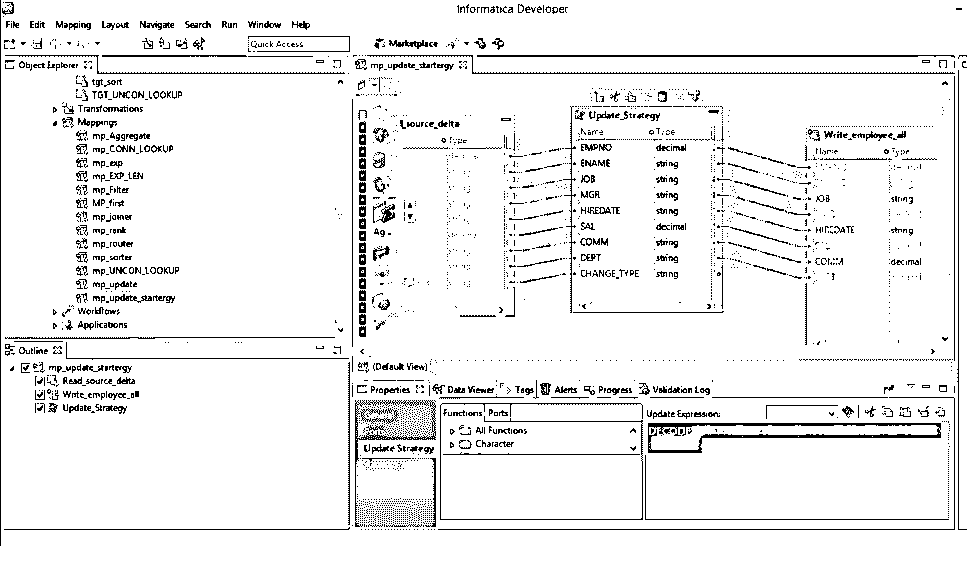 Informatica Developer
File Edit Mapping Layout Navigate Search Run Window Help
Quick Access
Marketplace
Object Explorer
tgt_sort
TGT_UNCON_LOOKUP
Transformations
Mappings
mp_Aggregate
mp_CONN_LOOKUP
mp_exp
mp_EXP_LEN
mp_Filter
MP_first
mp_joiner
mp_rank
mp_router
mp_sorter
mp_UNCON_LOOKUP
mp_update
mp_update_startergy
Workflows
Applications
Outline
mp_update_startergy
Read_source_delta
Write_employee_all
Update_Strategy
mp_update_startergy
source_delta
Type
Ag...
Update_Strategy
Name Type
EMPNO decimal
ENAME string
JOB string
MGR string
HIREDATE string
SAL decimal
COMM string
DEPT string
CHANGE_TYPE string
Write_employee_all
Name Type
JOB string
HIREDATE string
COMM decimal
(Default View)
Properties Data Viewer Tags Alerts Progress Validation Log
Update Strategy
Functions Ports
All Functions
Character
Update Expression:
DECODE